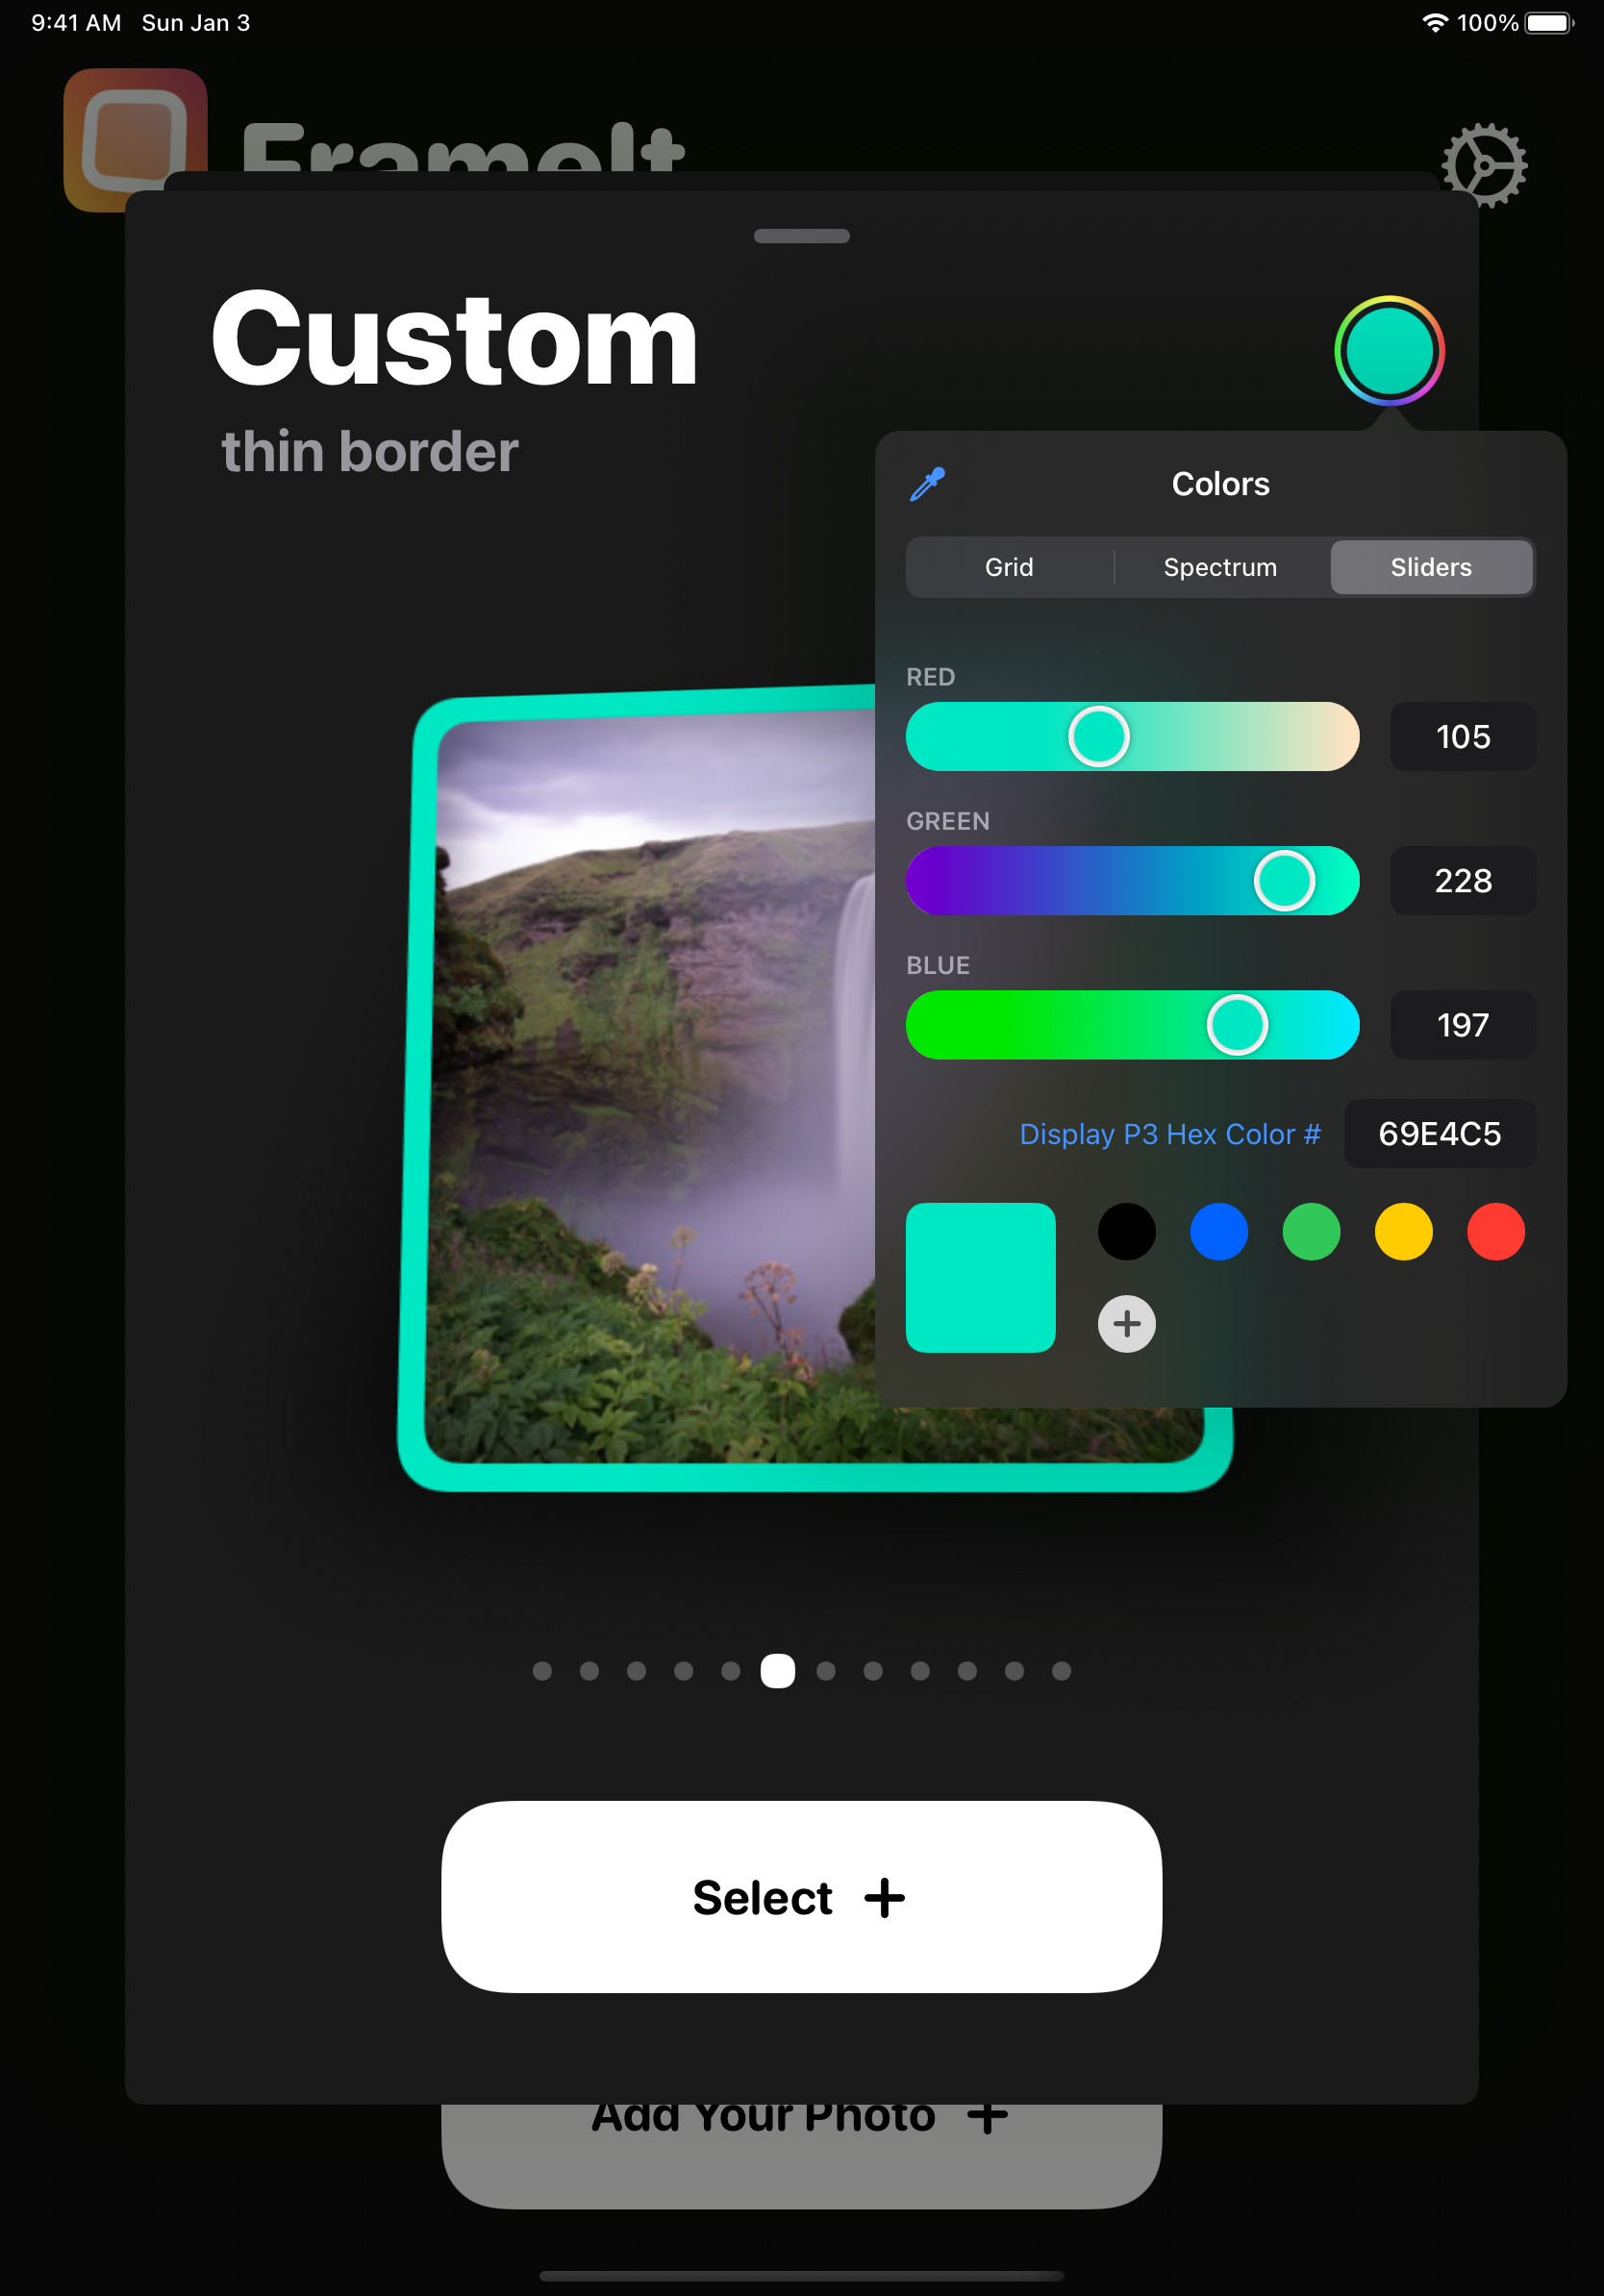 9:41 AM Sun Jan 3
100%
FrameIt
Custom
thin border
Colors
Grid
Spectrum
Sliders
RED
105
GREEN
228
BLUE
197
Display P3 Hex Color #
69E4C5
Select
Add Your Photo